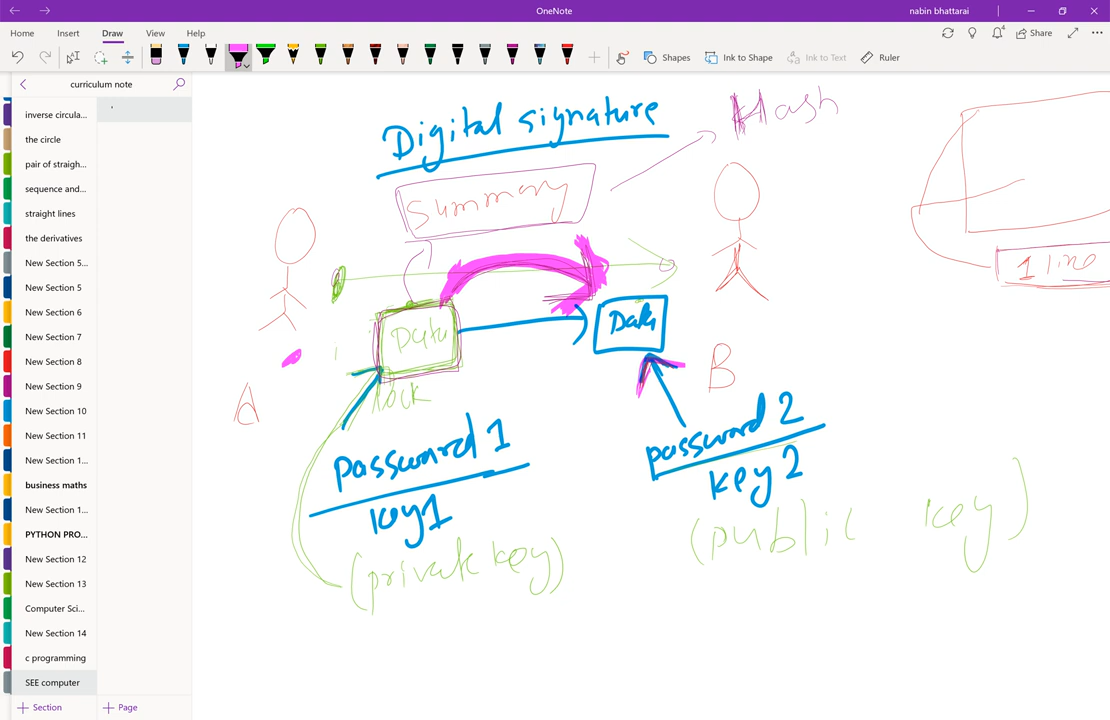 OneNote
nabin bhattarai
Home Insert Draw View Help
Share
Shapes Ink to Shape Ink to Text Ruler
curriculum note
inverse circula...
the circle
pair of straigh...
sequence and...
straight lines
the derivatives
New Section 5...
New Section 5
New Section 6
New Section 7
New Section 8
New Section 9
New Section 10
New Section 11
New Section 1...
business maths
New Section 1...
PYTHON PRO...
New Section 12
New Section 13
Computer Sci...
New Section 14
c programming
SEE computer
Section
Page
Digital signature
Hash
Summary
1 line
Data
Data
lock
A
B
password 1
key1
(private key)
password 2
key 2
(public key)